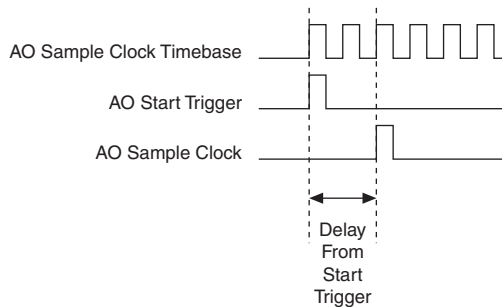 AO Sample Clock Timebase
AO Start Trigger
AO Sample Clock
Delay
From
Start
Trigger